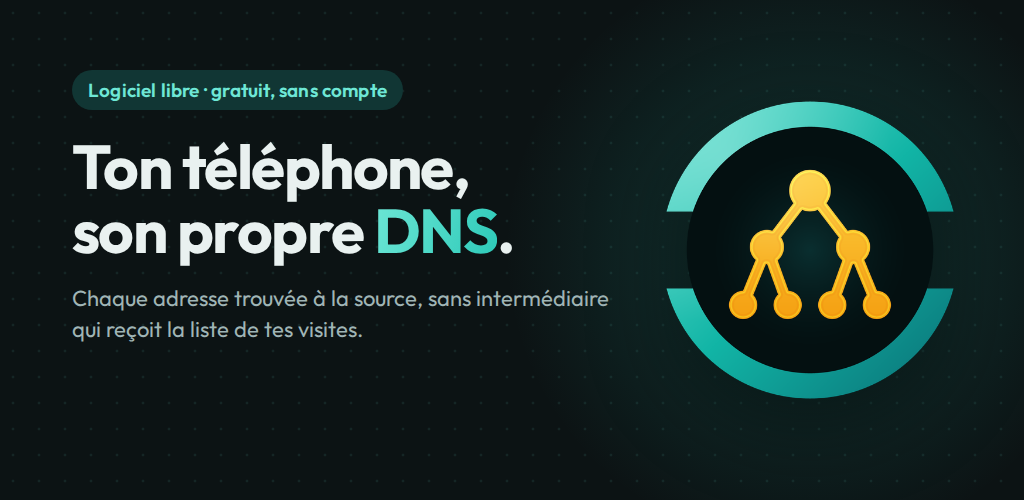 Logiciel libre · gratuit, sans compte
Ton téléphone,
son propre DNS.
Chaque adresse trouvée à la source, sans intermédiaire
qui reçoit la liste de tes visites.